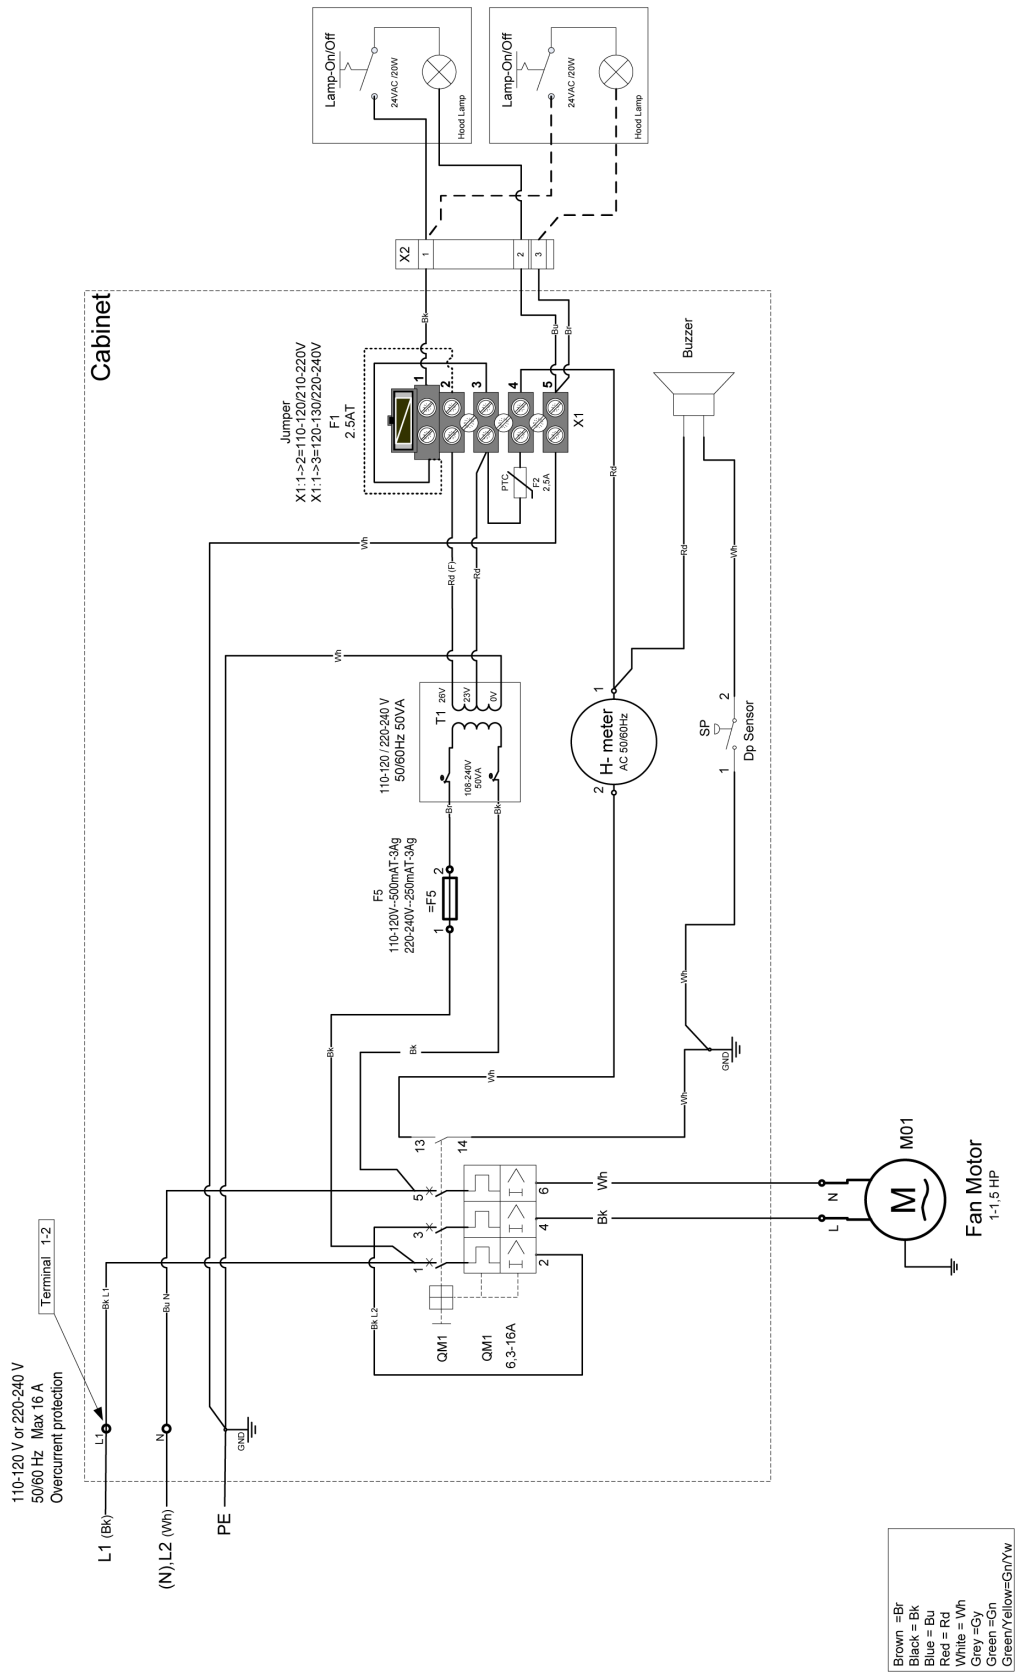 110-120 V or 220-240 V
50/60 Hz   Max 16 A
Overcurrrent protection
Terminal   1-2
L1 (Bk)
(N),L2 (Wh)
PE
L1
N
GND
Bk L1
Bu N
Cabinet
Wh
Wh
Bk
Bk
Bk L2
QM1
QM1
6,3-16A
1
3
5
13
14
2
4
6
Bk
Wh
L
N
M
M01
Fan Motor
1-1,5 HP
F5
110-120V--500mAT-3Ag
220-240V--250mAT-3Ag
=F5
1
2
Br
Bk
110-120 / 220-240 V
50/60Hz 50VA
T1
108-240V
50VA
26V
23V
0V
Rd (F)
Rd
Jumper
X1:1->2=110-120/210-220V
X1:1->3=120-130/220-240V
F1
2.5AT
1
2
3
4
5
X1
PTC
F2
2,5A
Bk
Bu
Br
X2
1
2
3
Lamp-On/Off
24VAC /20W
Hood Lamp
Lamp-On/Off
24VAC /20W
Hood Lamp
Rd
H- meter
AC 50/60Hz
1
2
Wh
Rd
Wh
Buzzer
SP
1
2
Dp Sensor
Wh
Wh
GND
Brown =Br
Black = Bk
Blue = Bu
Red = Rd
White = Wh
Grey =Gy
Green =Gn
Green/Yellow=Gn/Yw